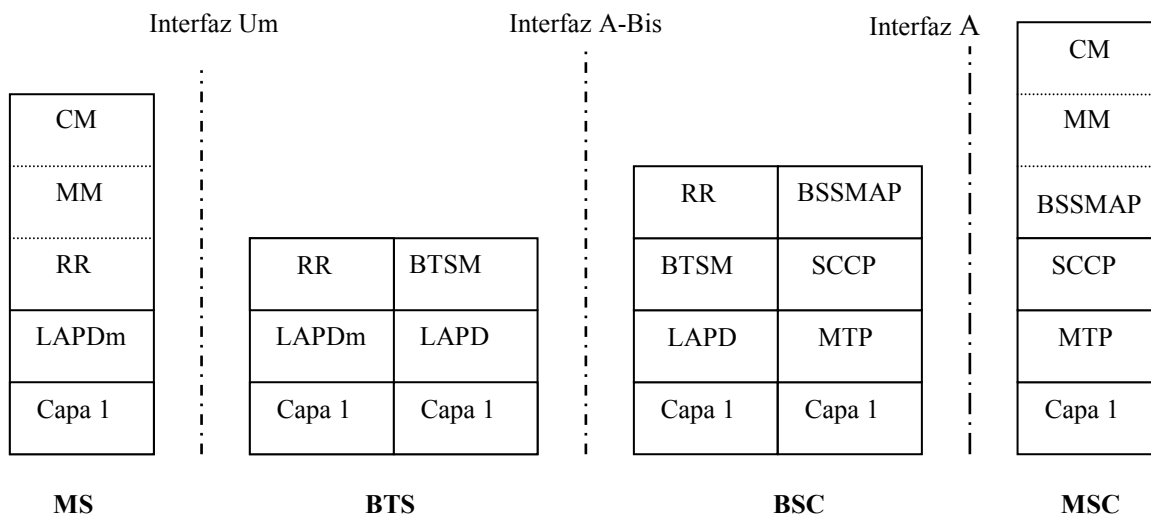 Interfaz Um Interfaz A-Bis Interfaz A
CM
CM
MM
MM
RR BSSMAP BSSMAP
RR RR BTSM BTSM SCCP SCCP
LAPDm LAPDm LAPD LAPD MTP MTP
Capa 1 Capa 1 Capa 1 Capa 1 Capa 1 Capa 1
MS BTS BSC MSC